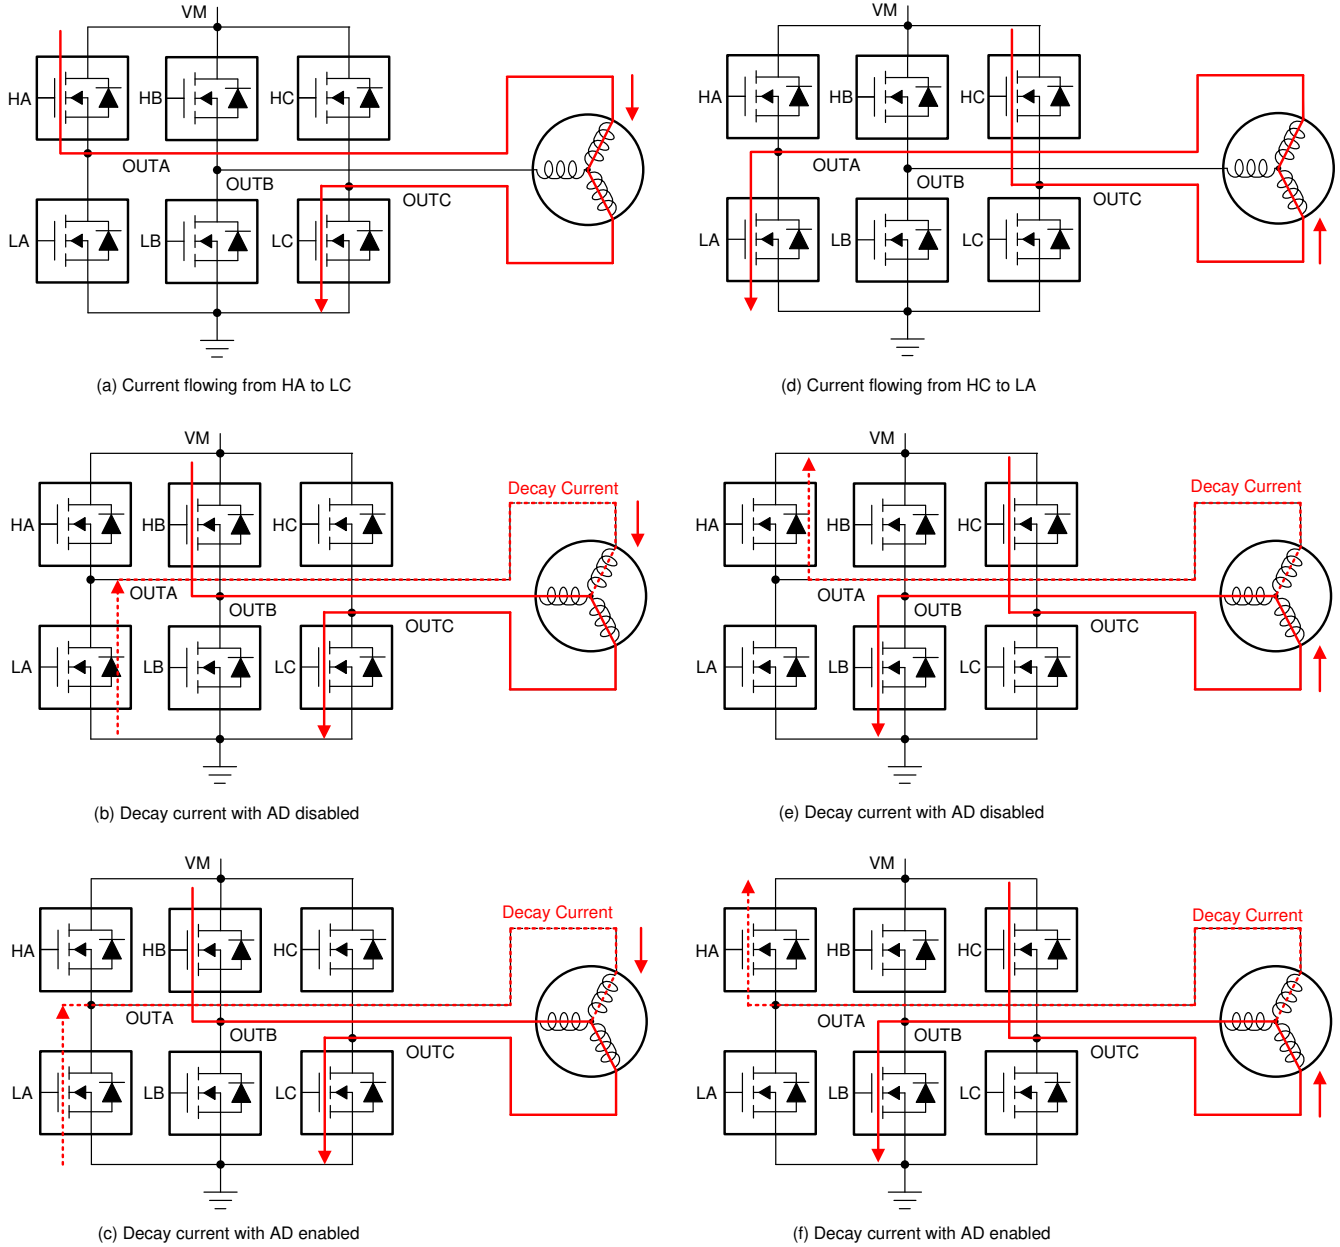 VM
HA
HB
HC
OUTA
OUTB
OUTC
LA
LB
LC
(a) Current flowing from HA to LC
VM
HA
HB
HC
OUTA
OUTB
OUTC
LA
LB
LC
(d) Current flowing from HC to LA
VM
Decay Current
HA
HB
HC
OUTA
OUTB
OUTC
LA
LB
LC
(b) Decay current with AD disabled
VM
Decay Current
HA
HB
HC
OUTA
OUTB
OUTC
LA
LB
LC
(e) Decay current with AD disabled
VM
Decay Current
HA
HB
HC
OUTA
OUTB
OUTC
LA
LB
LC
(c) Decay current with AD enabled
VM
Decay Current
HA
HB
HC
OUTA
OUTB
OUTC
LA
LB
LC
(f) Decay current with AD enabled